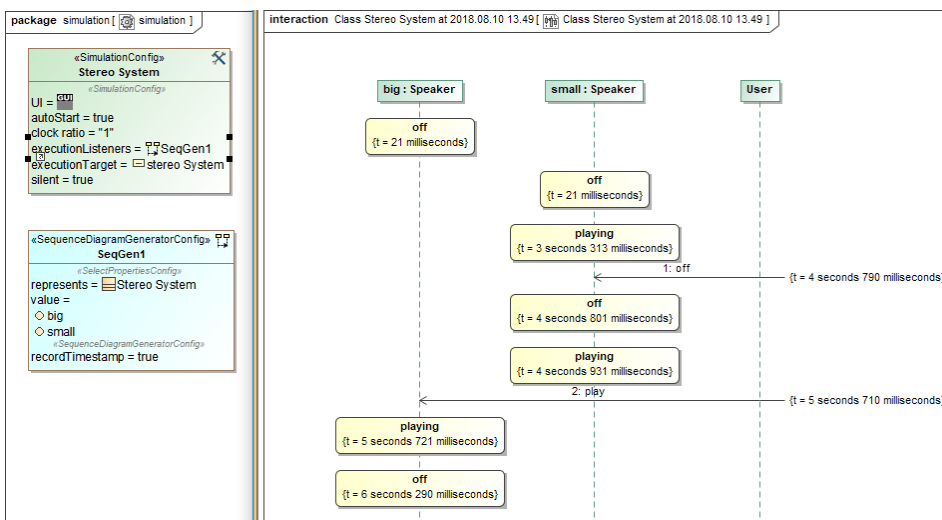 package simulation [ simulation ]
«SimulationConfig»
Stereo System
«SimulationConfig»
UI = GUI
autoStart = true
clock ratio = "1"
executionListeners = SeqGen1
executionTarget = stereo System
silent = true
«SequenceDiagramGeneratorConfig»
SeqGen1
«SelectPropertiesConfig»
represents = Stereo System
value =
big
small
«SequenceDiagramGeneratorConfig»
recordTimestamp = true
interaction Class Stereo System at 2018.08.10 13.49 [ Class Stereo System at 2018.08.10 13.49 ]
big : Speaker
small : Speaker
User
off
{t = 21 milliseconds}
off
{t = 21 milliseconds}
playing
{t = 3 seconds 313 milliseconds}
1: off
{t = 4 seconds 790 milliseconds}
off
{t = 4 seconds 801 milliseconds}
playing
{t = 4 seconds 931 milliseconds}
2: play
{t = 5 seconds 710 milliseconds}
playing
{t = 5 seconds 721 milliseconds}
off
{t = 6 seconds 290 milliseconds}